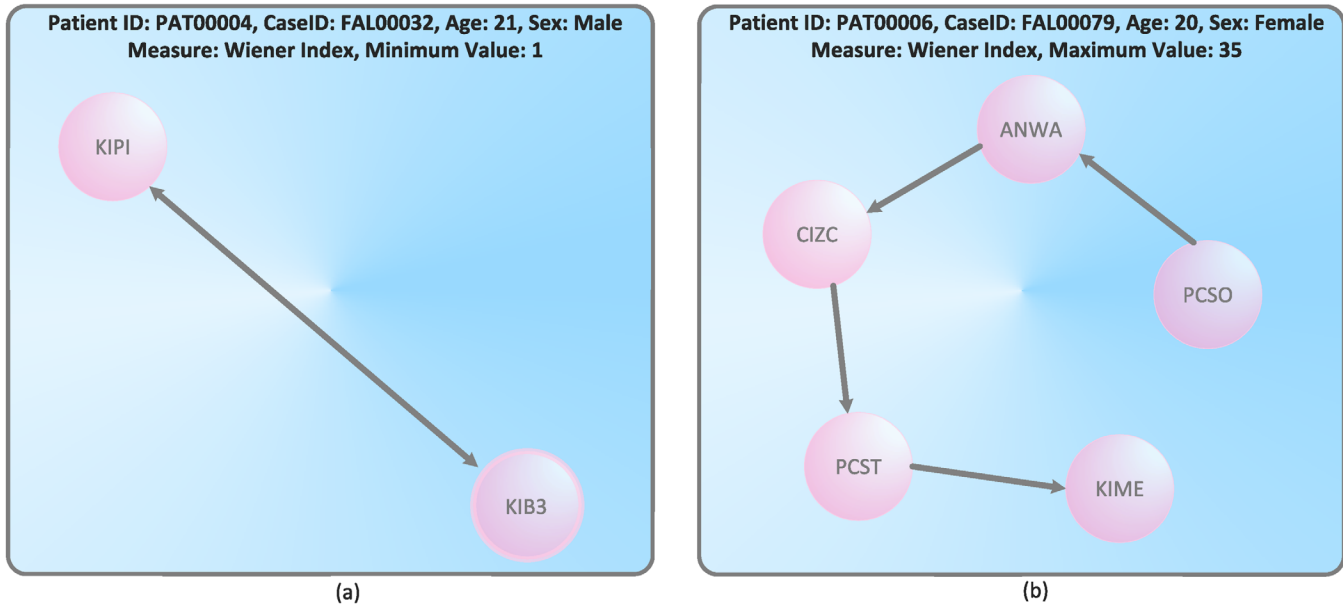 Patient ID: PAT00004, CaseID: FAL00032, Age: 21, Sex: Male
Measure: Wiener Index, Minimum Value: 1
KIPI
KIB3
(a)
Patient ID: PAT00006, CaseID: FAL00079, Age: 20, Sex: Female
Measure: Wiener Index, Maximum Value: 35
ANWA
CIZC
PCSO
PCST
KIME
(b)